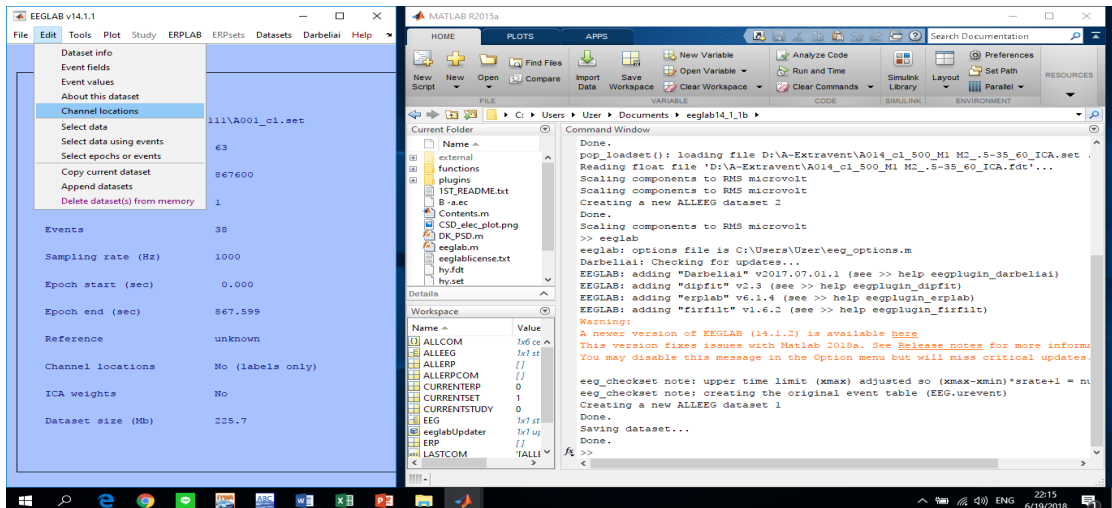 EEGLAB v14.1.1
File Edit Tools Plot Study ERPLAB ERPsets Datasets Darbeliai Help
Dataset info
Event fields
Event values
About this dataset
Channel locations
Select data
Select data using events
Select epochs or events
Copy current dataset
Append datasets
Delete dataset(s) from memory
111\A001_cl.set
63
867600
1
Events 38
Sampling rate (Hz) 1000
Epoch start (sec) 0.000
Epoch end (sec) 867.599
Reference unknown
Channel locations No (labels only)
ICA weights No
Dataset size (Mb) 225.7
MATLAB R2015a
HOME PLOTS APPS
Search Documentation
New Script
New
Open
Find Files
Compare
Import Data
Save Workspace
New Variable
Open Variable
Clear Workspace
Analyze Code
Run and Time
Clear Commands
Simulink Library
Layout
Preferences
Set Path
Parallel
RESOURCES
FILE VARIABLE CODE SIMULINK ENVIRONMENT
C: Users Uzer Documents eeglab14_1_1b
Current Folder
Name
external
functions
plugins
1ST_README.txt
B -a.ec
Contents.m
CSD_elec_plot.png
DK_PSD.m
eeglab.m
eeglablicense.txt
hy.fdt
hy.set
Details
Workspace
Name Value
ALLCOM 1x6 ce
ALLEEG 1x1 st
ALLERP []
ALLERPCOM []
CURRENTERP 0
CURRENTSET 1
CURRENTSTUDY 0
EEG 1x1 st
eeglabUpdater 1x1 up
ERP []
LASTCOM '[ALLE
Command Window
Done.
pop_loadset(): loading file D:\A-Extravent\A014_cl_500_M1 M2_.5-35_60_ICA.set .
Reading float file 'D:\A-Extravent\A014_cl_500_M1 M2_.5-35_60_ICA.fdt'...
Scaling components to RMS microvolt
Scaling components to RMS microvolt
Creating a new ALLEEG dataset 2
Done.
Scaling components to RMS microvolt
>> eeglab
eeglab: options file is C:\Users\Uzer\eeg_options.m
Darbeliai: Checking for updates...
EEGLAB: adding "Darbeliai" v2017.07.01.1 (see >> help eegplugin_darbeliai)
EEGLAB: adding "dipfit" v2.3 (see >> help eegplugin_dipfit)
EEGLAB: adding "erplab" v6.1.4 (see >> help eegplugin_erplab)
EEGLAB: adding "firfilt" v1.6.2 (see >> help eegplugin_firfilt)
Warning:
A newer version of EEGLAB (14.1.2) is available here
This version fixes issues with Matlab 2018a. See Release notes for more informa
You may disable this message in the Option menu but will miss critical updates.
eeg_checkset note: upper time limit (xmax) adjusted so (xmax-xmin)*srate+1 = nu
eeg_checkset note: creating the original event table (EEG.urevent)
Creating a new ALLEEG dataset 1
Done.
Saving dataset...
Done.
fx >>
ENG
22:15
6/19/2018